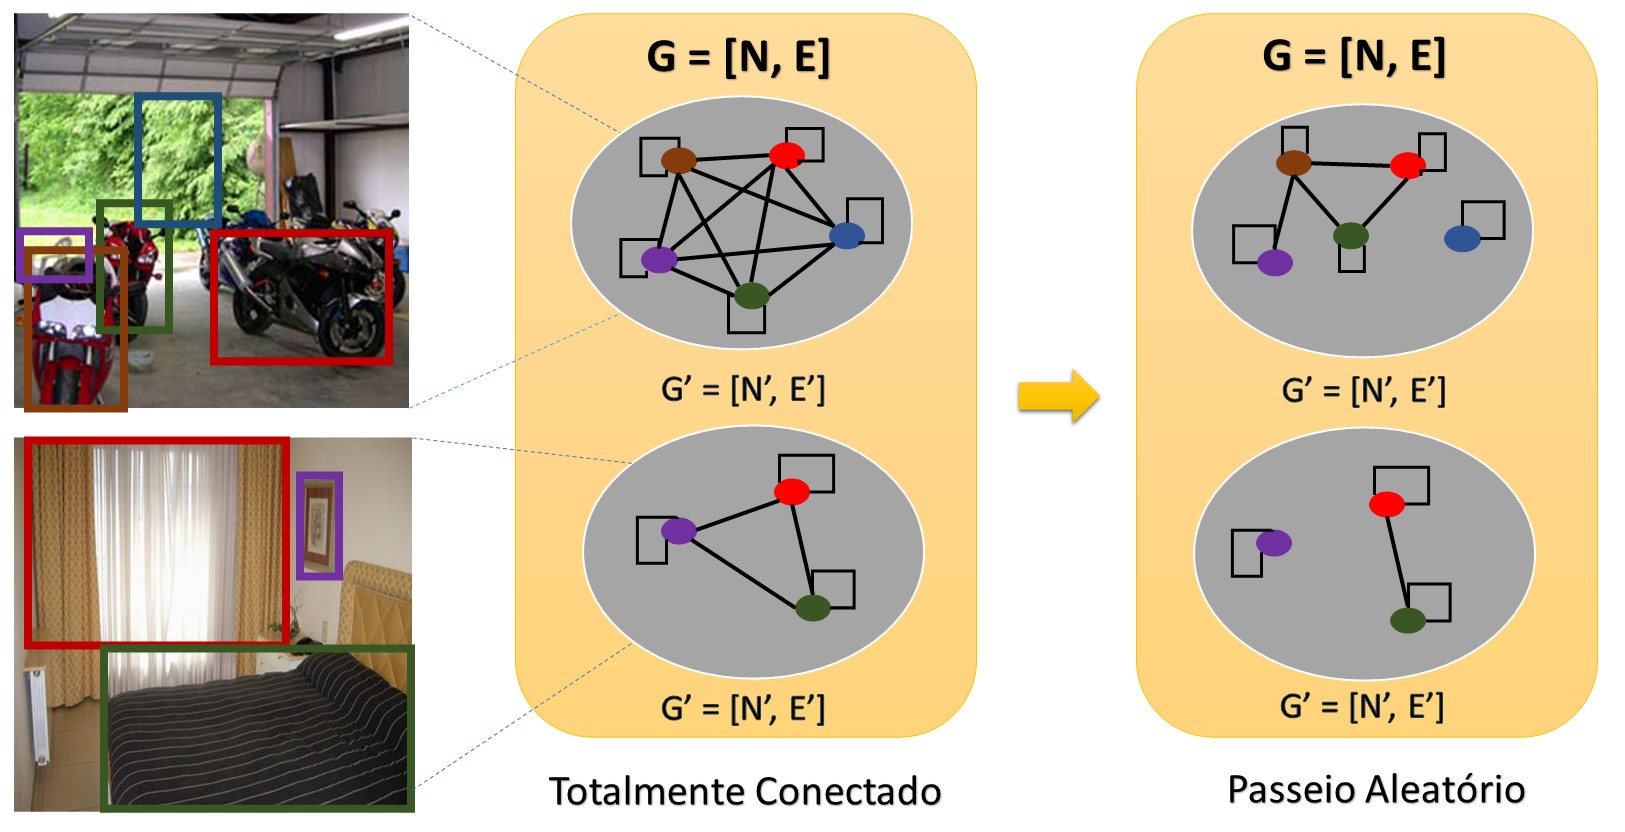 G = [N, E]
G’ = [N’, E’]
G’ = [N’, E’]
Totalmente Conectado
G = [N, E]
G’ = [N’, E’]
G’ = [N’, E’]
Passeio Aleatório